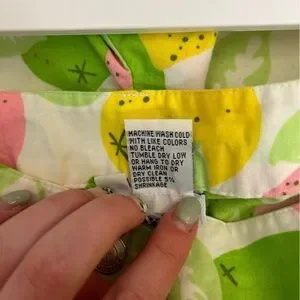 MACHINE WASH COLD
WITH LIKE COLORS
NO BLEACH
TUMBLE DRY LOW
OR HANG TO DRY
WARM IRON OR
DRY CLEAN
POSSIBLE 5%
SHRINKAGE